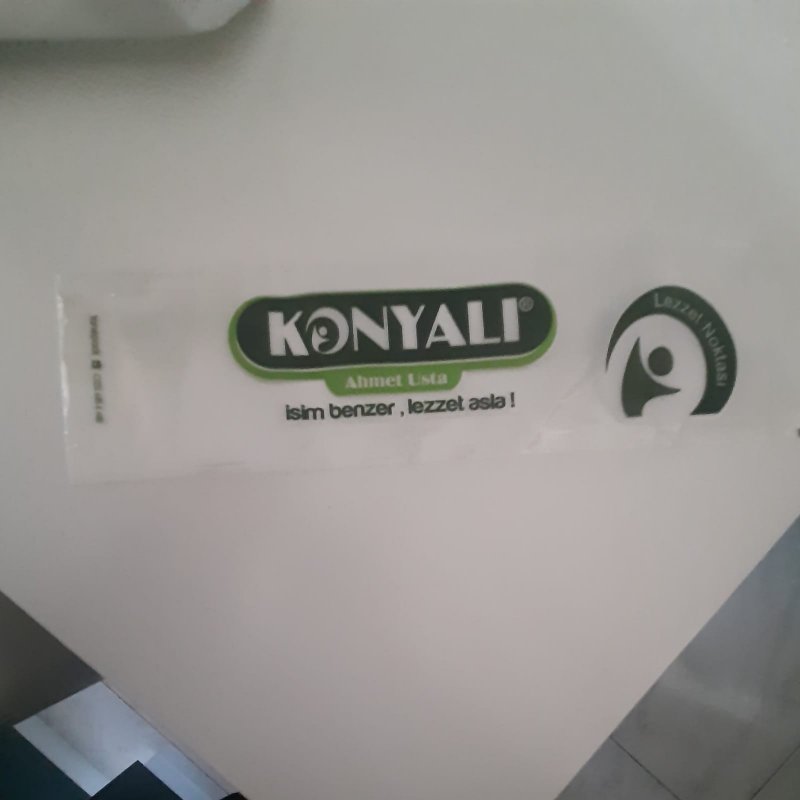 KONYALI®
Ahmet Usta
isim benzer , lezzet asla !
Lezzet Noktası